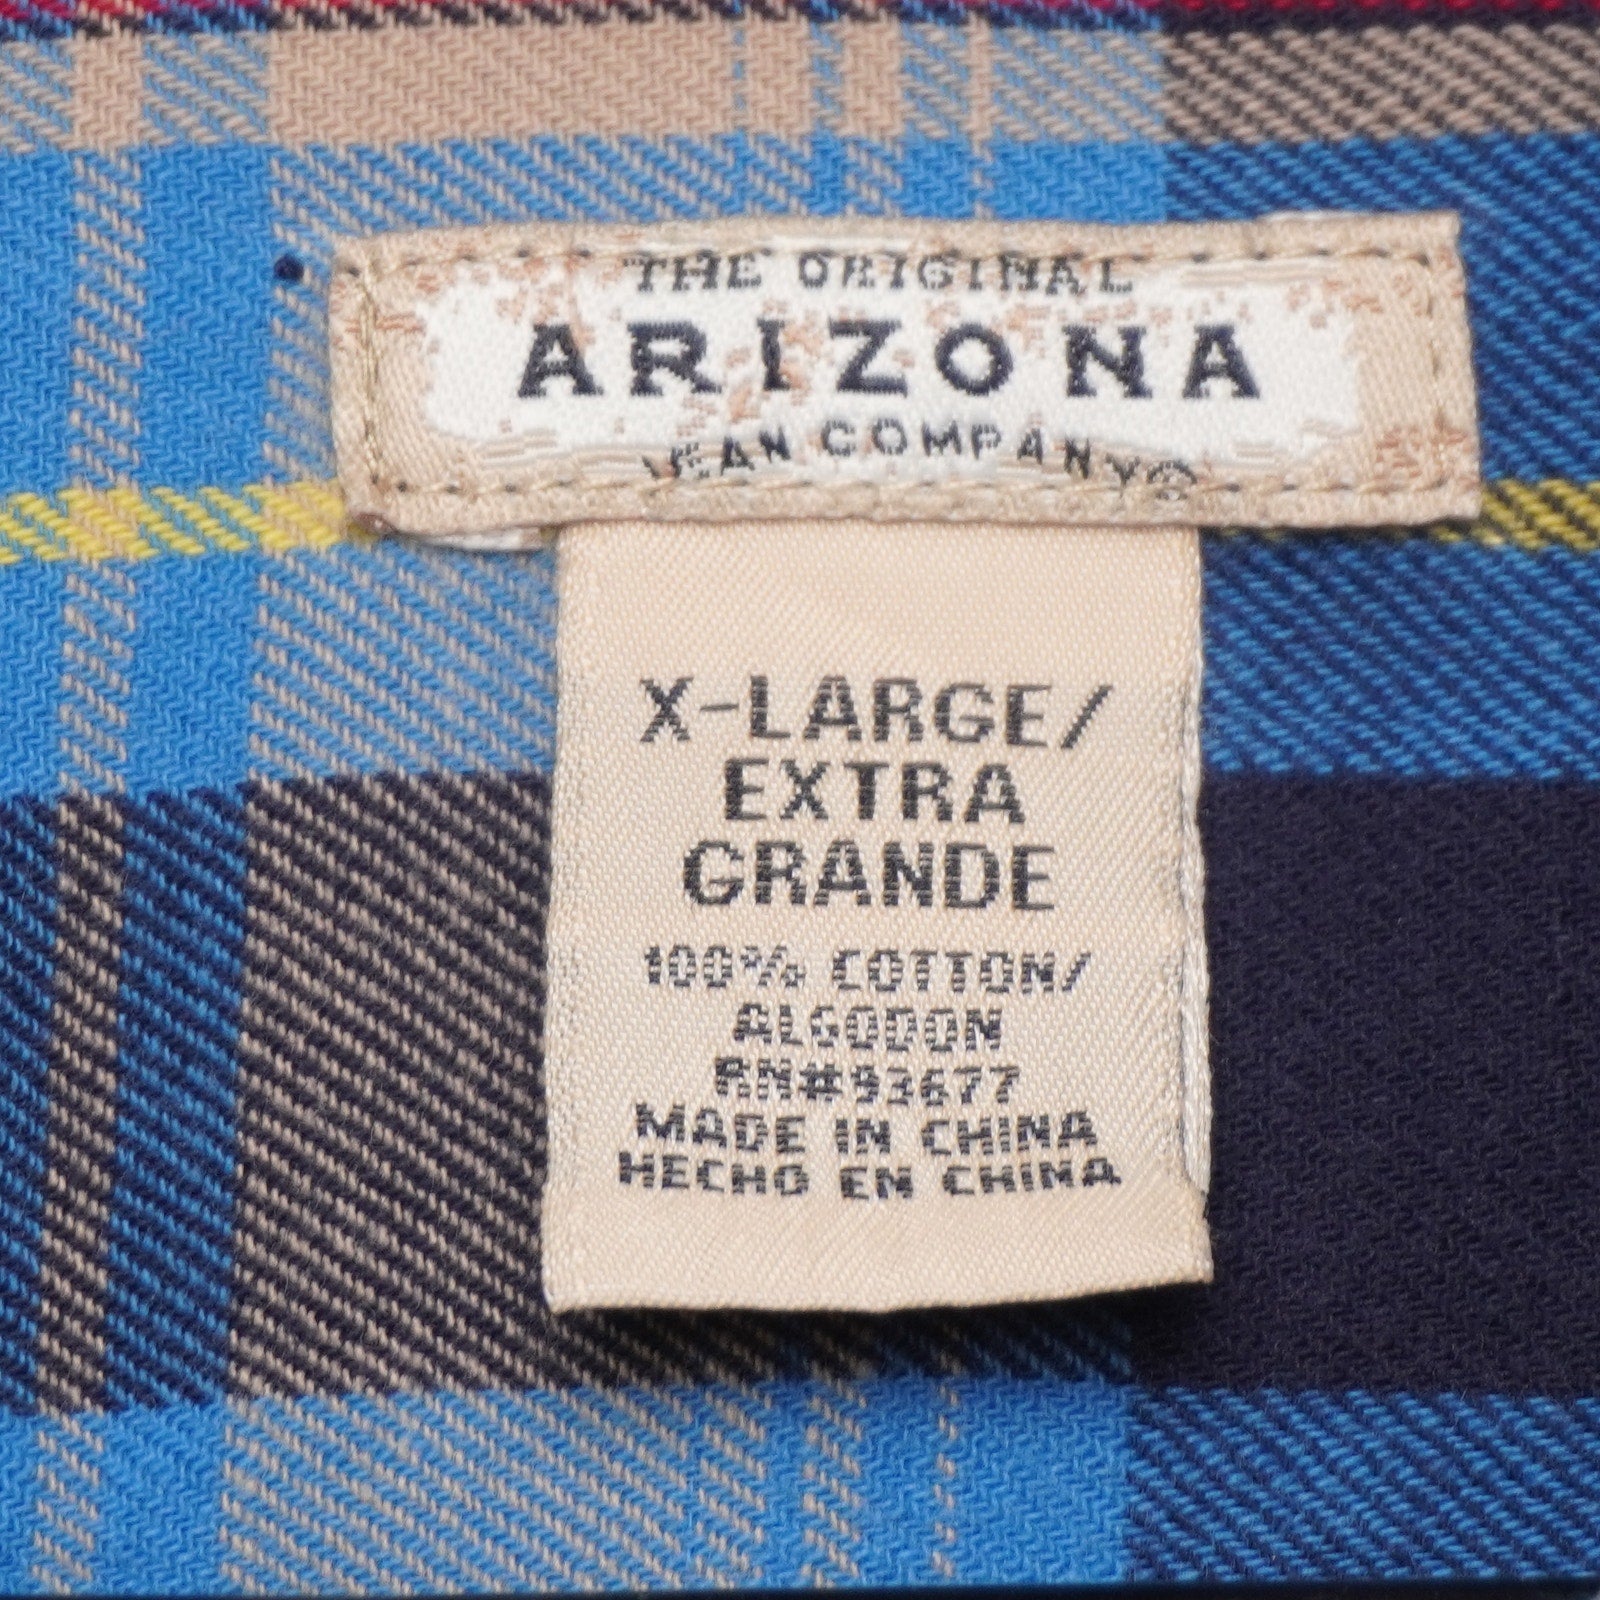 THE ORIGINAL
ARIZONA
JEAN COMPANY®
X-LARGE/
EXTRA
GRANDE
100% COTTON/
ALGODON
RN#93677
MADE IN CHINA
HECHO EN CHINA